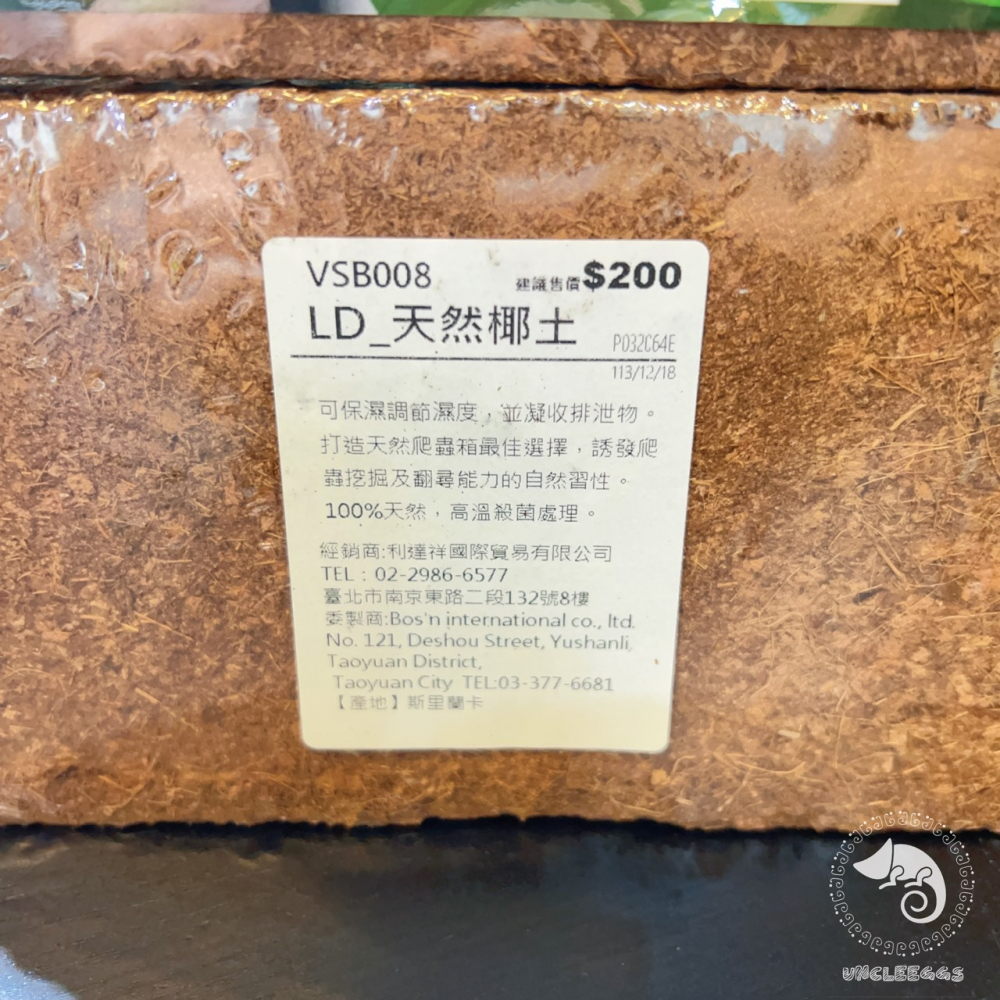 VSB008 建議售價$200
LD_天然椰土 P032C64E
113/12/18
可保濕調節濕度，並凝收排泄物。
打造天然爬蟲箱最佳選擇，誘發爬
蟲挖掘及翻尋能力的自然習性。
100%天然，高溫殺菌處理。
經銷商:利達祥國際貿易有限公司
TEL：02-2986-6577
臺北市南京東路二段132號8樓
委製商:Bos'n international co., ltd.
No. 121, Deshou Street, Yushanli,
Taoyuan District,
Taoyuan City TEL:03-377-6681
【產地】斯里蘭卡
UNCLEEGGS